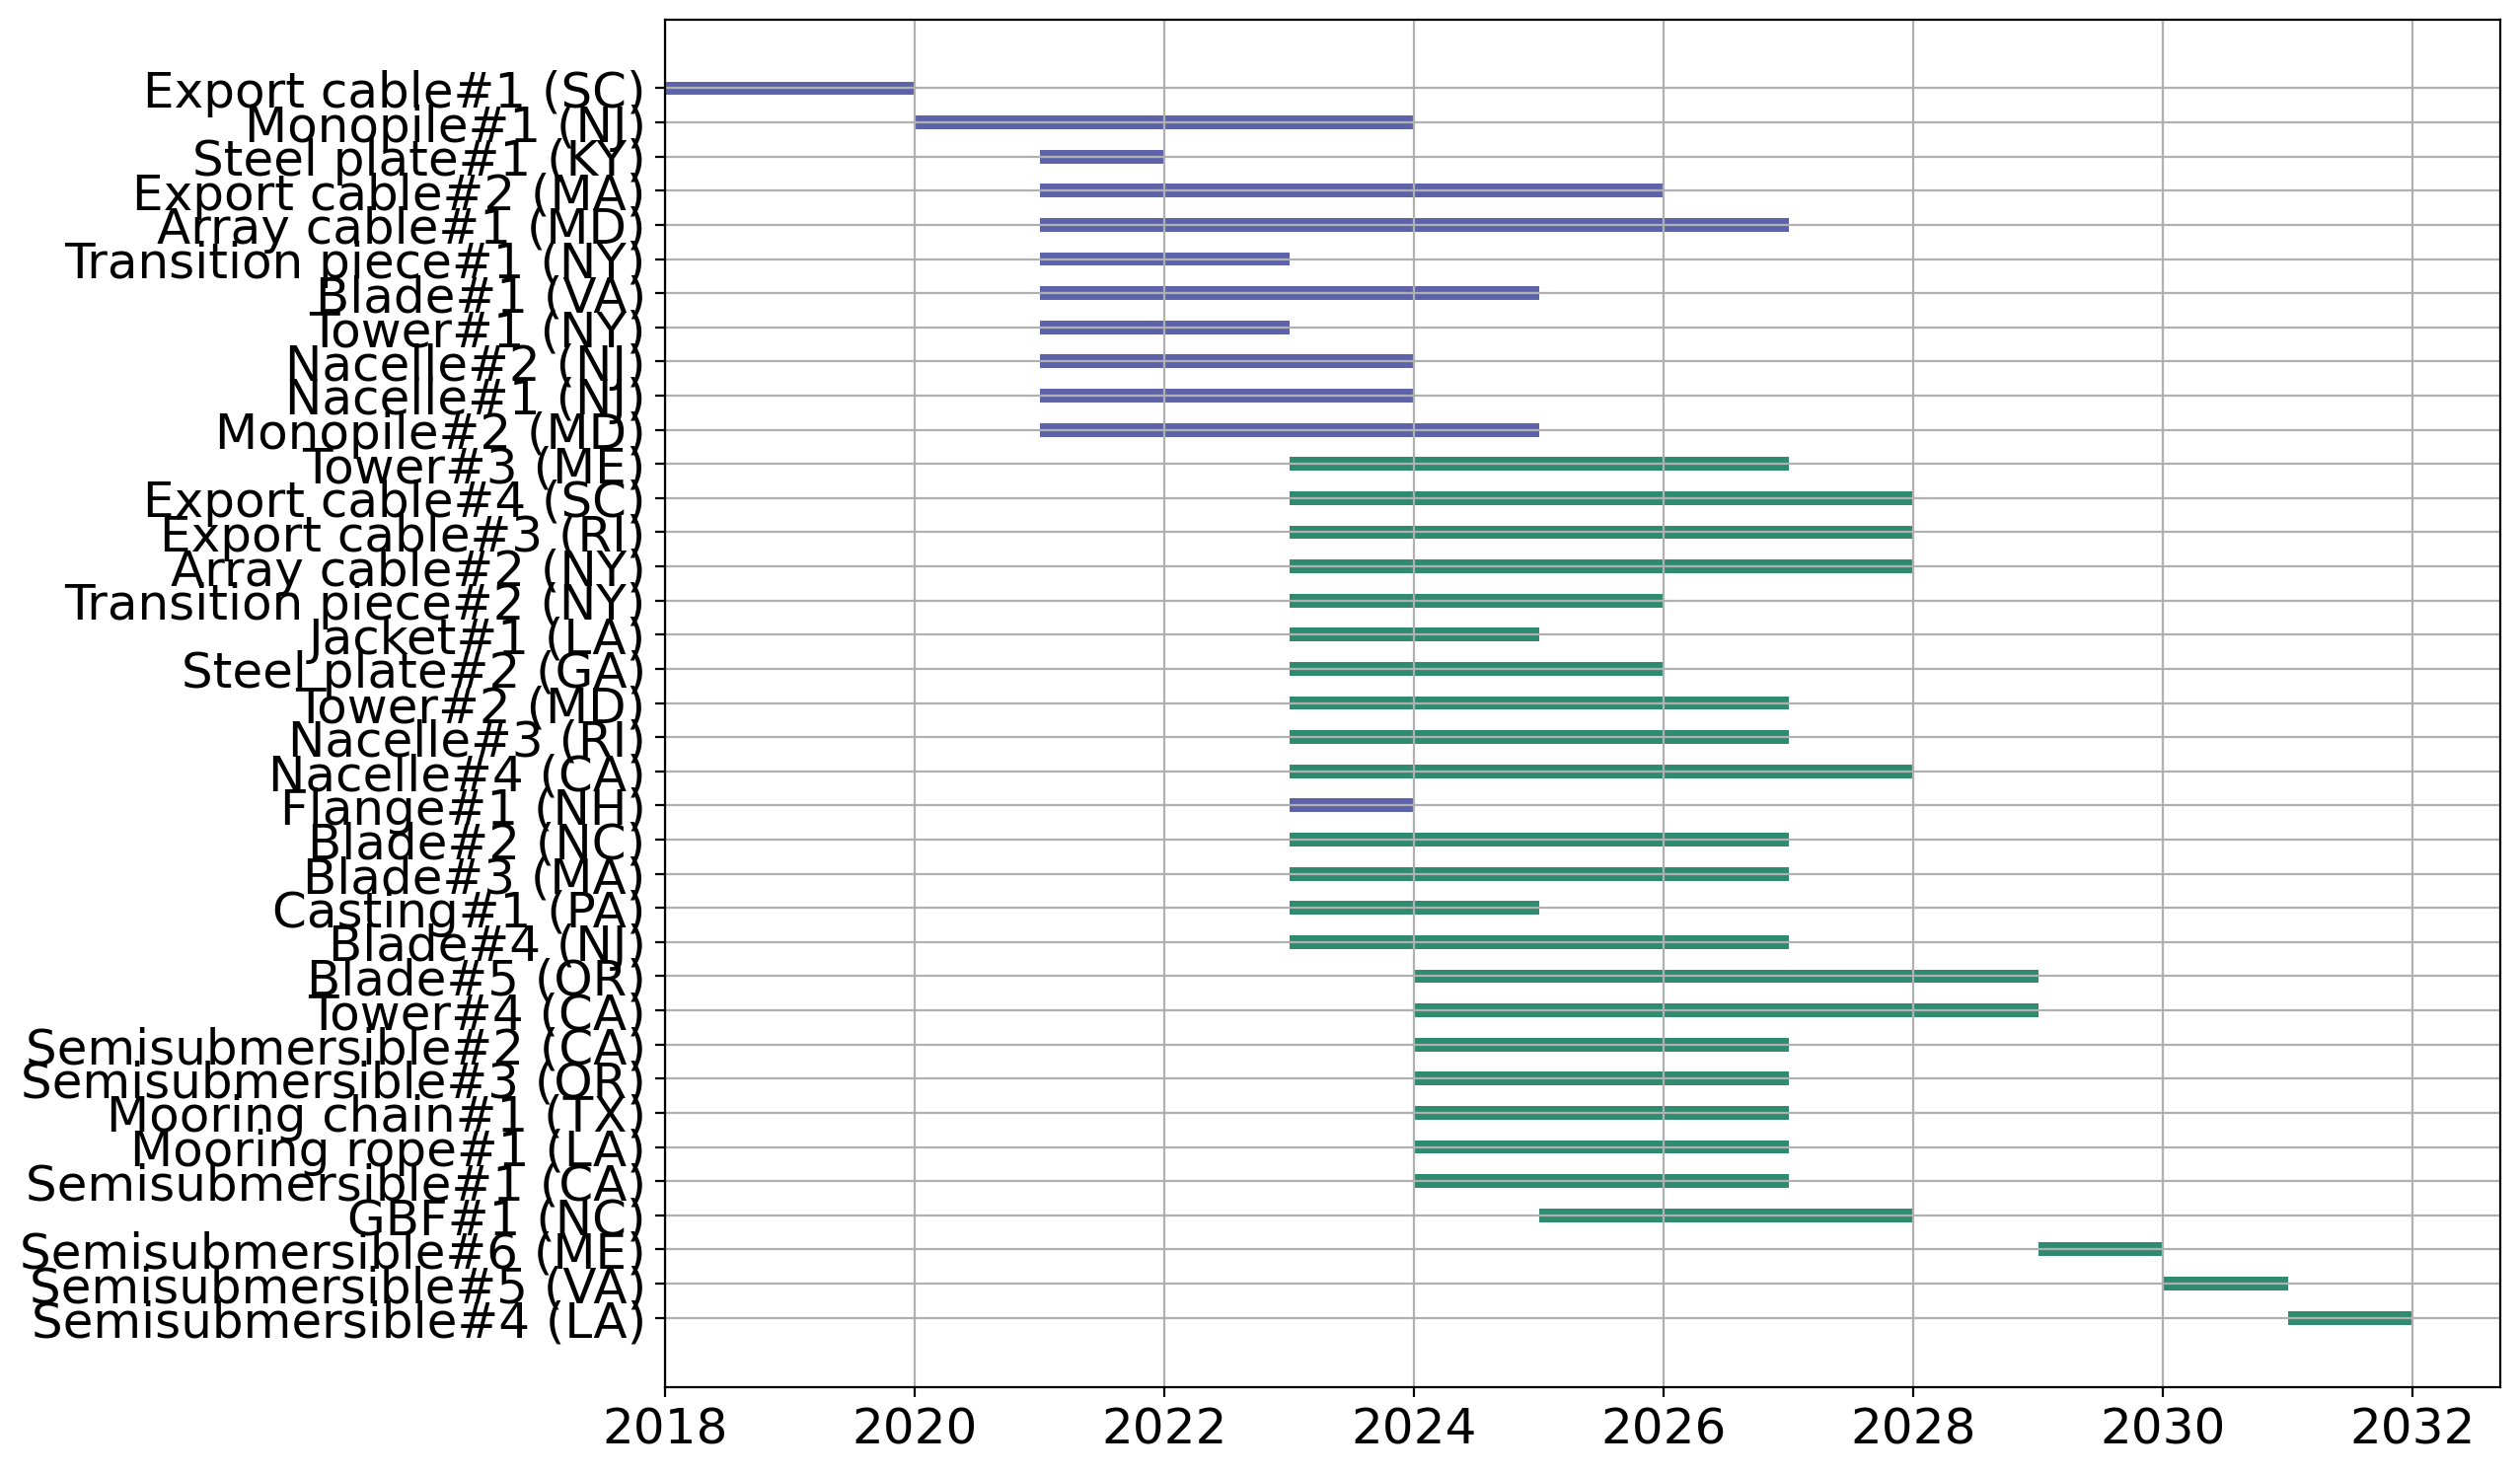 Export cable#1 (SC)
Monopile#1 (NJ)
Steel plate#1 (KY)
Export cable#2 (MA)
Array cable#1 (MD)
Transition piece#1 (NY)
Blade#1 (VA)
Tower#1 (NY)
Nacelle#2 (NJ)
Nacelle#1 (NJ)
Monopile#2 (MD)
Tower#3 (ME)
Export cable#4 (SC)
Export cable#3 (RI)
Array cable#2 (NY)
Transition piece#2 (NY)
Jacket#1 (LA)
Steel plate#2 (GA)
Tower#2 (MD)
Nacelle#3 (RI)
Nacelle#4 (CA)
Flange#1 (NH)
Blade#2 (NC)
Blade#3 (MA)
Casting#1 (PA)
Blade#4 (NJ)
Blade#5 (OR)
Tower#4 (CA)
Semisubmersible#2 (CA)
Semisubmersible#3 (OR)
Mooring chain#1 (TX)
Mooring rope#1 (LA)
Semisubmersible#1 (CA)
GBF#1 (NC)
Semisubmersible#6 (ME)
Semisubmersible#5 (VA)
Semisubmersible#4 (LA)
2018 2020 2022 2024 2026 2028 2030 2032